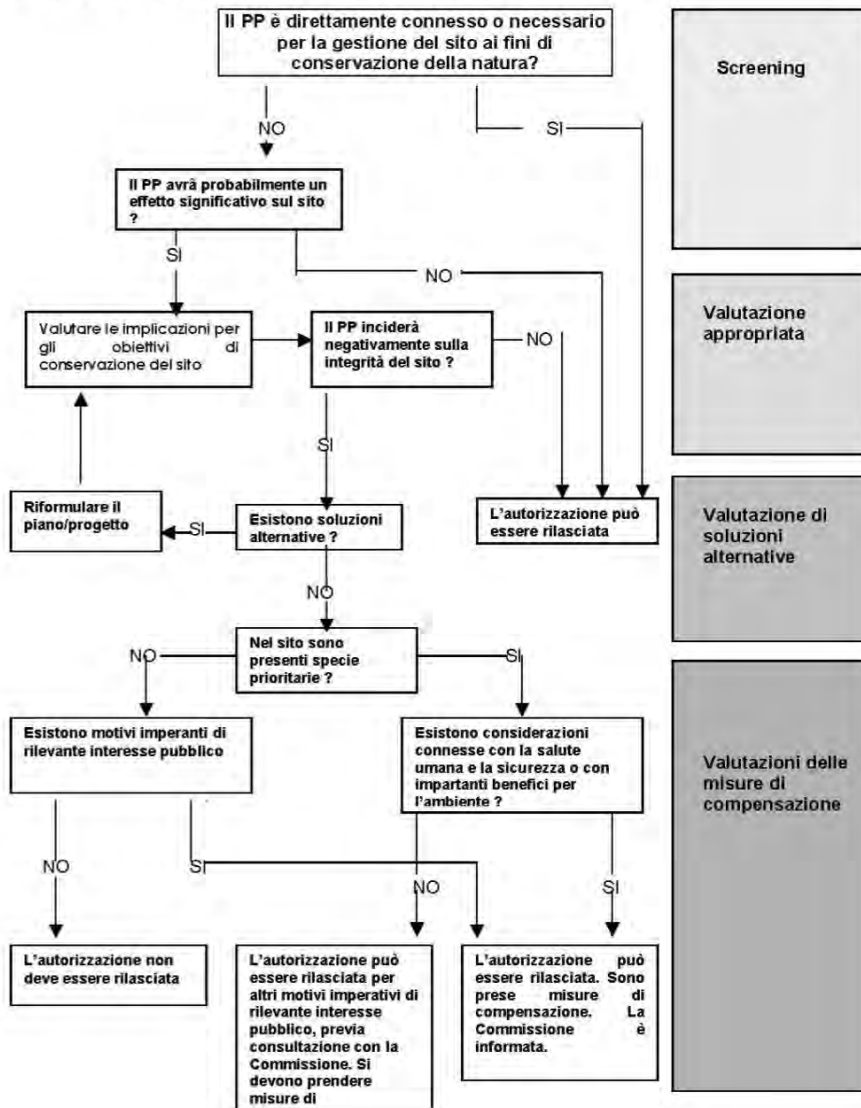 Il PP è direttamente connesso o necessario
per la gestione del sito ai fini di
conservazione della natura?
Screening
NO
SI
Il PP avrà probabilmente un
effetto significativo sul sito
?
SI
NO
Valutare le implicazioni per
gli obiettivi di
conservazione del sito
Il PP inciderà
negativamente sulla
integrità del sito ?
NO
Valutazione
appropriata
SI
Riformulare il
piano/progetto
SI
Esistono soluzioni
alternative ?
L'autorizzazione può
essere rilasciata
Valutazione di
soluzioni
alternative
NO
Nel sito sono
presenti specie
prioritarie ?
NO
SI
Esistono motivi imperanti di
rilevante interesse pubblico
Esistono considerazioni
connesse con la salute
umana e la sicurezza o con
impartanti benefici per
l'ambiente ?
Valutazioni delle
misure di
compensazione
NO
SI
NO
SI
L'autorizzazione non
deve essere rilasciata
L'autorizzazione può
essere rilasciata per
altri motivi imperativi di
rilevante interesse
pubblico, previa
consultazione con la
Commissione. Si
devono prendere
misure di
L'autorizzazione può
essere rilasciata. Sono
prese misure di
compensazione. La
Commissione è
informata.